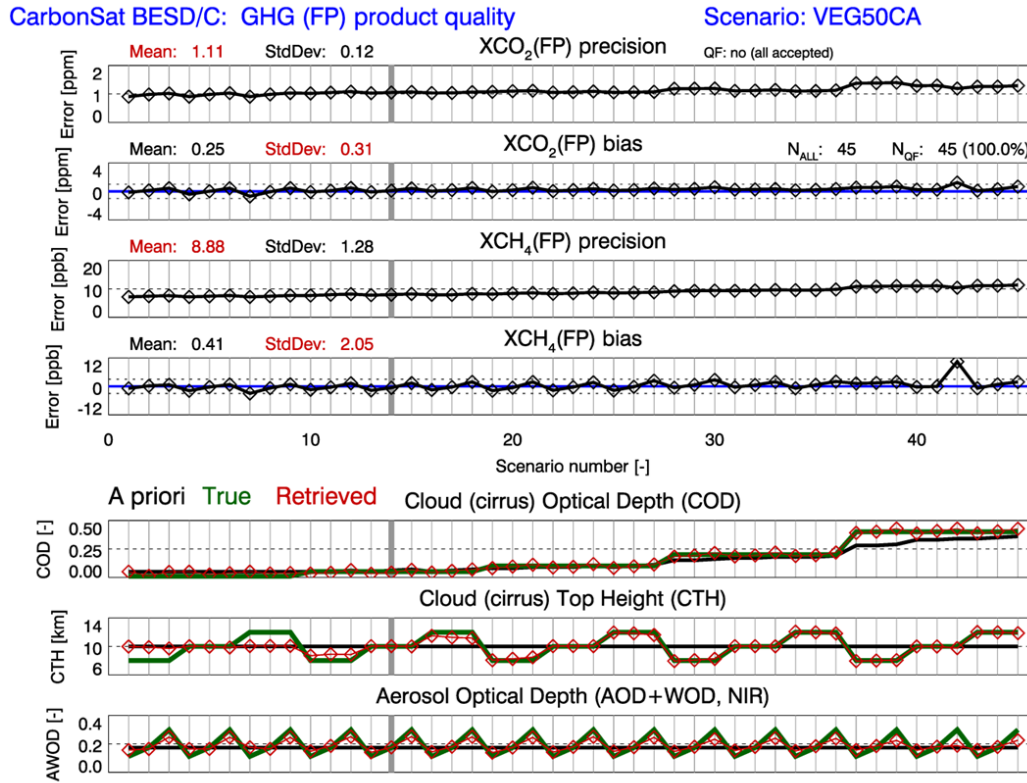 CarbonSat BESD/C: GHG (FP) product quality Scenario: VEG50CA
Mean: 1.11 StdDev: 0.12 XCO₂(FP) precision QF: no (all accepted)
Error [ppm]
2
1
0
Mean: 0.25 StdDev: 0.31 XCO₂(FP) bias N_ALL: 45 N_QF: 45 (100.0%)
Error [ppm]
4
0
-4
Mean: 8.88 StdDev: 1.28 XCH₄(FP) precision
Error [ppb]
20
10
0
Mean: 0.41 StdDev: 2.05 XCH₄(FP) bias
Error [ppb]
12
0
-12
0 10 20 30 40
Scenario number [-]
A priori True Retrieved Cloud (cirrus) Optical Depth (COD)
COD [-]
0.50
0.25
0.00
Cloud (cirrus) Top Height (CTH)
CTH [km]
14
10
6
Aerosol Optical Depth (AOD+WOD, NIR)
AWOD [-]
0.4
0.2
0.0